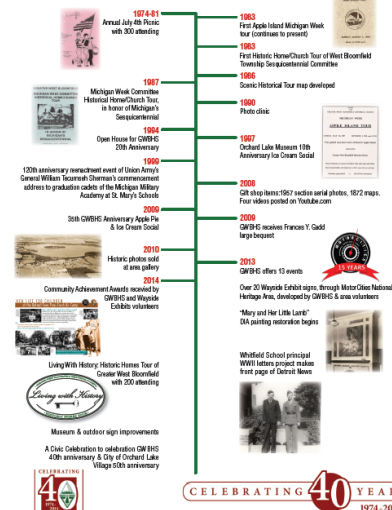 1974-81
Annual July 4th Picnic
with 300 attending
1983
First Apple Island Michigan Week
tour (continues to present)
1983
First Historic Home/Church Tour of West Bloomfield
Township Sesquicentennial Committee
1986
Scenic Historical Tour map developed
1987
Michigan Week Committee
Historical Home/Church Tour,
in honor of Michigan's
Sesquicentennial
1990
Photo clinic
1994
Open House for GWBHS
20th Anniversary
1997
Orchard Lake Museum 10th
Anniversary Ice Cream Social
MICHIGAN WEEK
APPLE ISLAND TOUR
1999
120th anniversary reenactment event of Union Army's
General William Tecumseh Sherman's commencement
address to graduation cadets of the Michigan Military
Academy at St. Mary's Schools
2008
Gift shop items:1957 section aerial photos, 1872 maps.
Four videos posted on Youtube.com
2009
35th GWBHS Anniversary Apple Pie
& Ice Cream Social
2009
GWBHS receives Frances Y. Gadd
large bequest
15 YEARS
2010
Historic photos sold
at area gallery
2013
GWBHS offers 13 events
2014
Community Achievement Awards recevied by
GWBHS and Wayside
Exhibits volunteers
Over 20 Wayside Exhibit signs, through MotorCities National
Heritage Area, developed by GWBHS & area volunteers
"Mary and Her Little Lamb"
DIA painting restoration begins
Living With History: Historic Homes Tour of
Greater West Bloomfield
with 200 attending
Living with History
Whitfield School principal
WWII letters project makes
front page of Detroit News
Museum & outdoor sign improvements
A Civic Celebration to celebration GWBHS
40th anniversary & City of Orchard Lake
Village 50th anniversary
CELEBRATING
40
CELEBRATING 40 YEA
1974-20